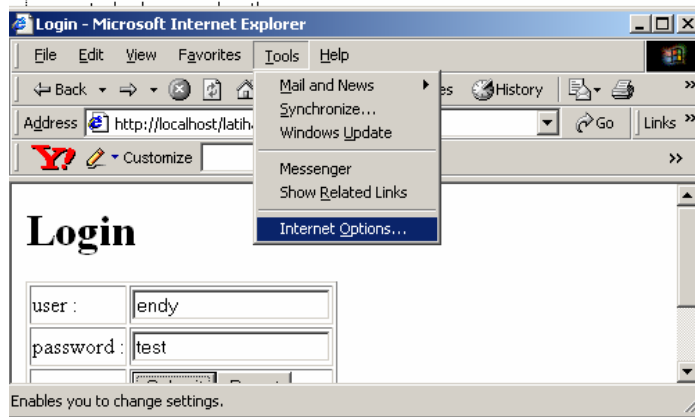 Login - Microsoft Internet Explorer
File Edit View Favorites Tools Help
Back History
Address http://localhost/latih Go Links »
Y! Customize »
Mail and News
Synchronize...
Windows Update
Messenger
Show Related Links
Internet Options...
Login
user : endy
password : test
Enables you to change settings.